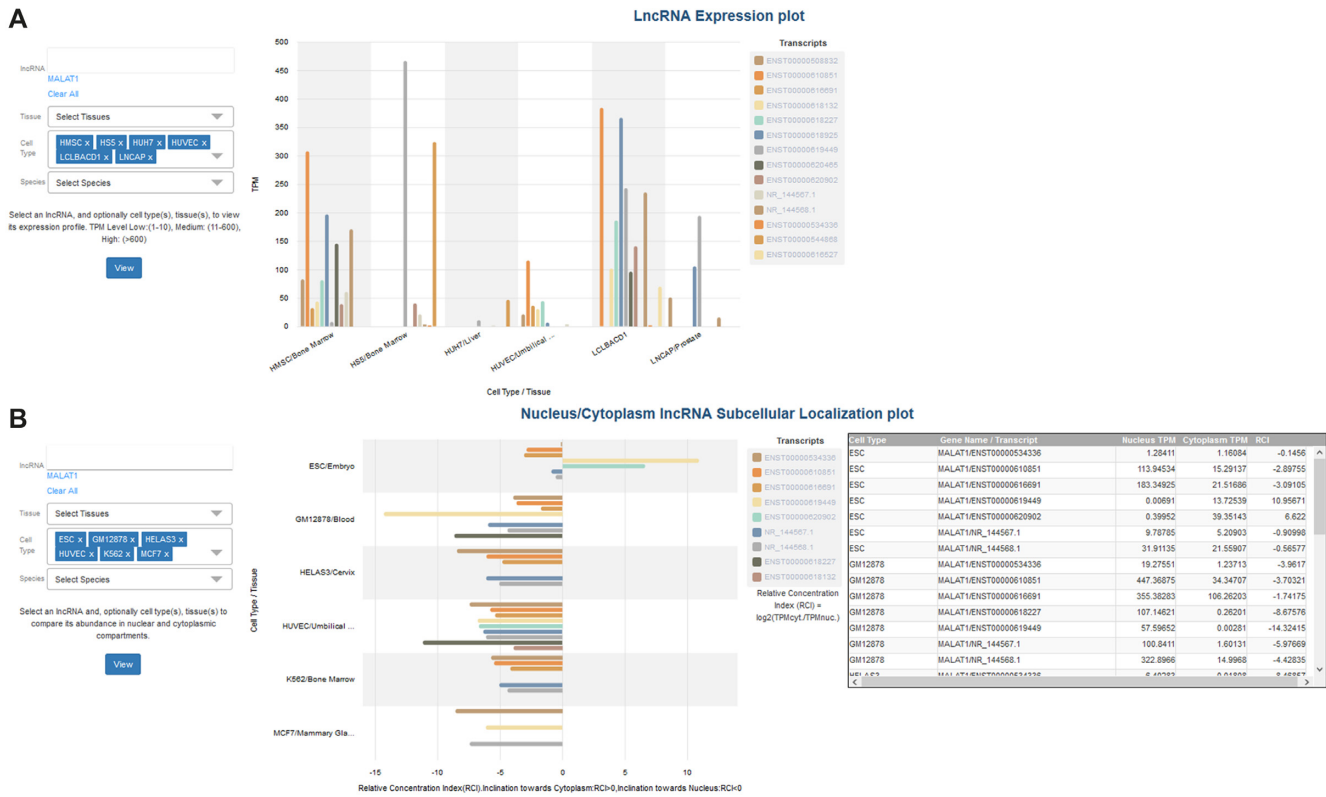 A
LncRNA Expression plot
lncRNA
MALAT1
Clear All
Tissue
Select Tissues
Cell Type
HMSC x HS5 x HUH7 x HUVEC x
LCLBACD1 x LNCAP x
Species
Select Species
Select an lncRNA, and optionally cell type(s), tissue(s), to view
its expression profile. TPM Level Low:(1-10), Medium: (11-600),
High: (>600)
View
500
450
400
350
300
250
200
150
100
50
0
TPM
HMSC/Bone Marrow
HS5/Bone Marrow
HUH7/Liver
HUVEC/Umbilical ...
LCLBACD1
LNCAP/Prostate
Cell Type / Tissue
Transcripts
ENST00000508832
ENST00000610851
ENST00000616691
ENST00000618132
ENST00000618227
ENST00000618925
ENST00000619449
ENST00000620465
ENST00000620902
NR_144567.1
NR_144568.1
ENST00000534336
ENST00000544868
ENST00000616527
B
Nucleus/Cytoplasm lncRNA Subcellular Localization plot
lncRNA
MALAT1
Clear All
Tissue
Select Tissues
Cell Type
ESC x GM12878 x HELAS3 x
HUVEC x K562 x MCF7 x
Species
Select Species
Select an lncRNA and, optionally cell type(s), tissue(s) to
compare its abundance in nuclear and cytoplasmic
compartments.
View
Cell Type / Tissue
ESC/Embryo
GM12878/Blood
HELAS3/Cervix
HUVEC/Umbilical ...
K562/Bone Marrow
MCF7/Mammary Gla...
-15 -10 -5 0 5 10
Relative Concentration Index(RCI).Inclination towards Cytoplasm:RCI>0,Inclination towards Nucleus:RCI<0
Transcripts
ENST00000534336
ENST00000610851
ENST00000616691
ENST00000619449
ENST00000620902
NR_144567.1
NR_144568.1
ENST00000618227
ENST00000618132
Relative Concentration
Index (RCI) =
log2(TPMcyt./TPMnuc.)
Cell Type Gene Name / Transcript Nucleus TPM Cytoplasm TPM RCI
ESC MALAT1/ENST00000534336 1.28411 1.16084 -0.1456
ESC MALAT1/ENST00000610851 113.94534 15.29137 -2.89755
ESC MALAT1/ENST00000616691 183.34925 21.51686 -3.09105
ESC MALAT1/ENST00000619449 0.00691 13.72539 10.95671
ESC MALAT1/ENST00000620902 0.39952 39.35143 6.622
ESC MALAT1/NR_144567.1 9.78785 5.20903 -0.90998
ESC MALAT1/NR_144568.1 31.91135 21.55907 -0.56577
GM12878 MALAT1/ENST00000534336 19.27551 1.23713 -3.9617
GM12878 MALAT1/ENST00000610851 447.36875 34.34707 -3.70321
GM12878 MALAT1/ENST00000616691 355.38283 106.26203 -1.74175
GM12878 MALAT1/ENST00000618227 107.14621 0.26201 -8.67576
GM12878 MALAT1/ENST00000619449 57.59652 0.00281 -14.32415
GM12878 MALAT1/NR_144567.1 100.8411 1.60131 -5.97669
GM12878 MALAT1/NR_144568.1 322.8966 14.9968 -4.42835
HELAS3 MALAT1/ENST00000534336